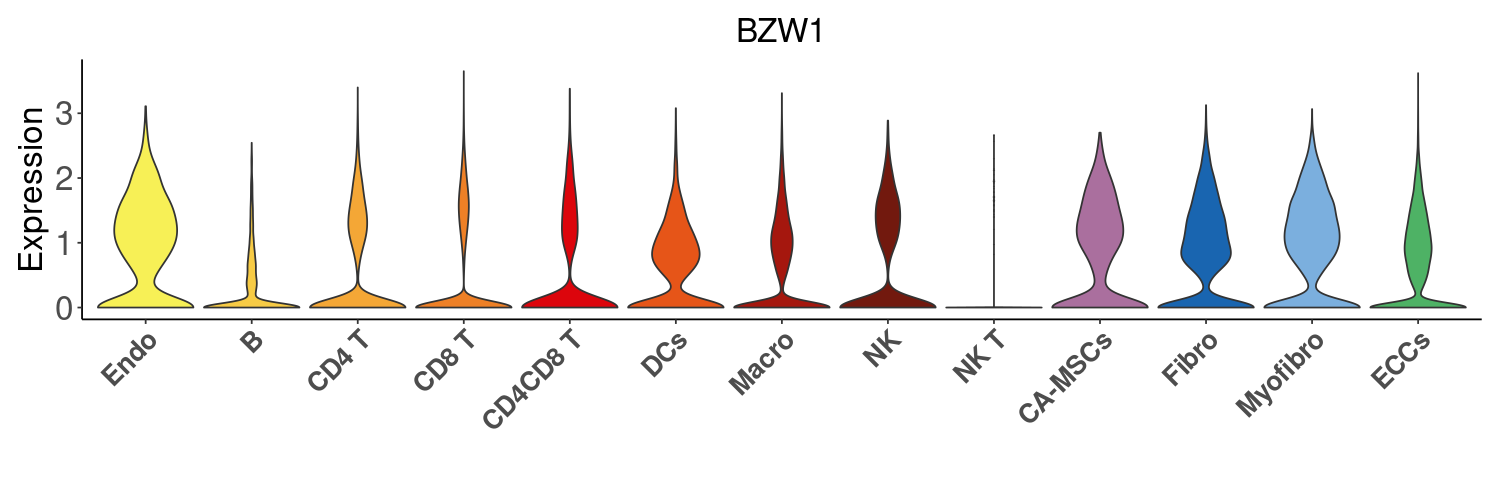 BZW1
Expression
3
2
1
0
Endo
B
CD4 T
CD8 T
CD4CD8 T
DCs
Macro
NK
NK T
CA-MSCs
Fibro
Myofibro
ECCs